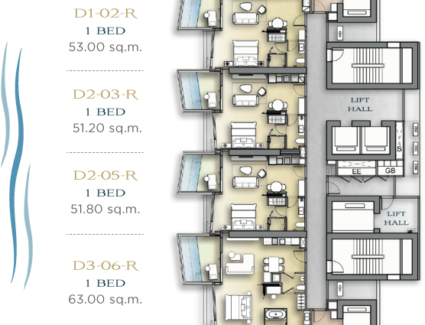 D1-02-R
1 BED
53.00 sq.m.
D2-03-R
1 BED
51.20 sq.m.
D2-05-R
1 BED
51.80 sq.m.
D3-06-R
1 BED
63.00 sq.m.
LIFT
HALL
S
EE
GB
LIFT
HALL